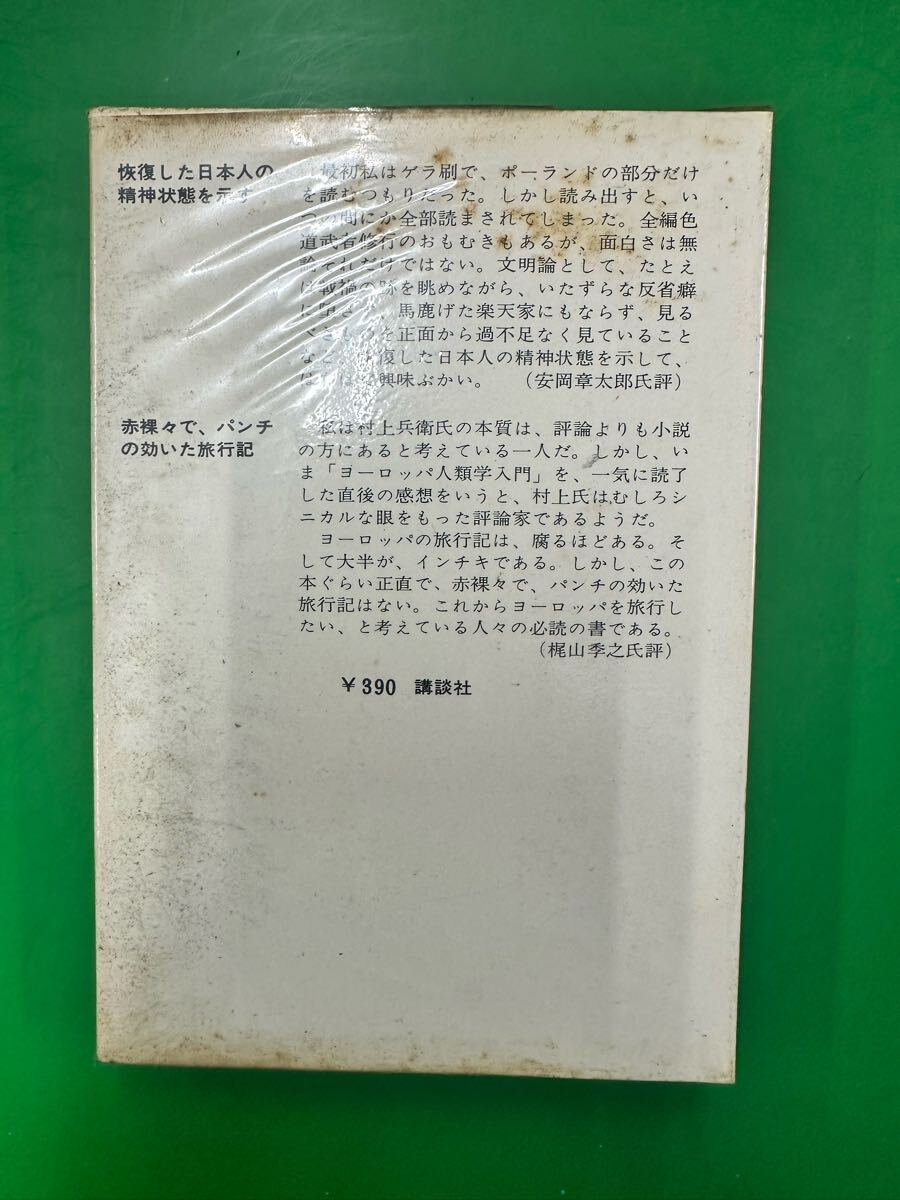 恢復した日本人の
精神状態を示す
最初私はゲラ刷で、ポーランドの部分だけ
を読むつもりだった。しかし読み出すと、い
つの間にか全部読まされてしまった。全編色
道武者修行のおもむきもあるが、面白さは無
論それだけではない。文明論として、たとえ
ば戦禍の跡を眺めながら、いたずらな反省癖
に馬鹿げた楽天家にもならず、見る
べきものを正面から過不足なく見ていること
など、恢復した日本人の精神状態を示して、
興味ぶかい。（安岡章太郎氏評）
赤裸々で、パンチ
の効いた旅行記
私は村上兵衛氏の本質は、評論よりも小説
の方にあると考えている一人だ。しかし、い
ま「ヨーロッパ人類学入門」を、一気に読了
した直後の感想をいうと、村上氏はむしろシ
ニカルな眼をもった評論家であるようだ。
ヨーロッパの旅行記は、腐るほどある。そ
して大半が、インチキである。しかし、この
本ぐらい正直で、赤裸々で、パンチの効いた
旅行記はない。これからヨーロッパを旅行し
たい、と考えている人々の必読の書である。
（梶山季之氏評）
￥390 講談社